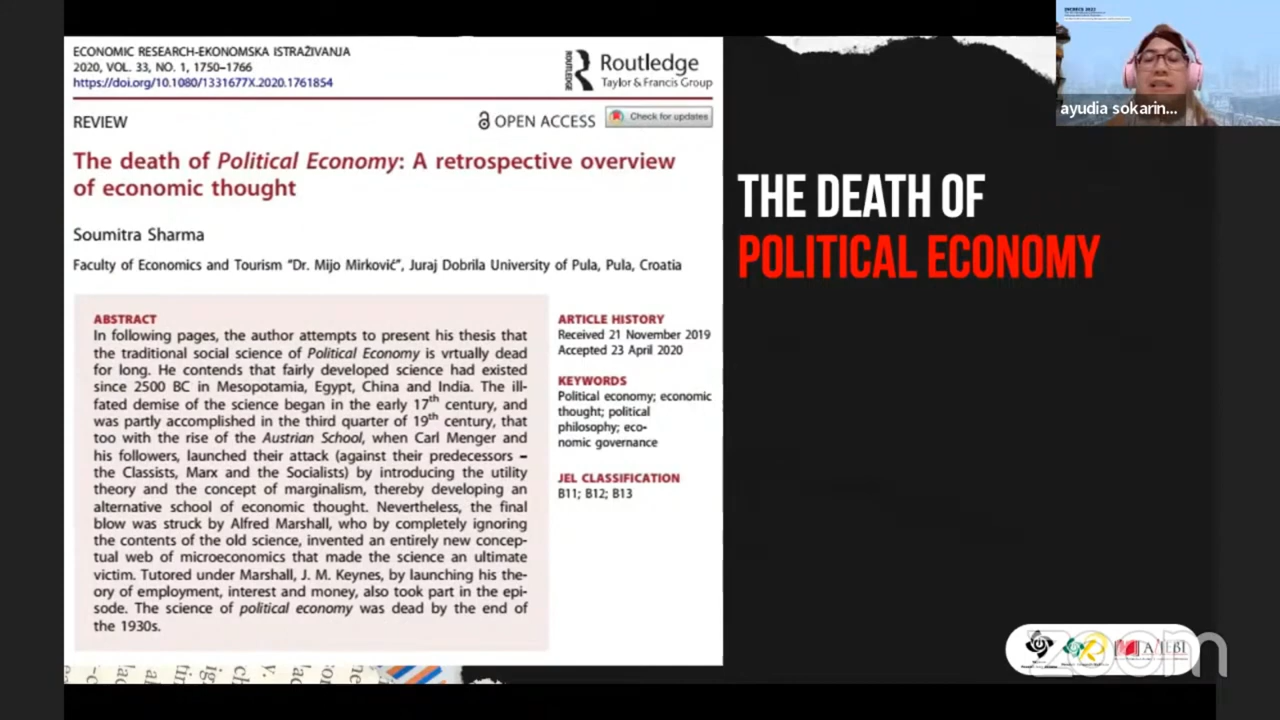 ECONOMIC RESEARCH-EKONOMSKA ISTRAŽIVANJA
2020, VOL. 33, NO. 1, 1750–1766
https://doi.org/10.1080/1331677X.2020.1761854
ROUTLEDGE
Routledge
Taylor & Francis Group
REVIEW
OPEN ACCESS
Check for updates
The death of Political Economy: A retrospective overview
of economic thought
Soumitra Sharma
Faculty of Economics and Tourism "Dr. Mijo Mirković", Juraj Dobrila University of Pula, Pula, Croatia
ABSTRACT
In following pages, the author attempts to present his thesis that
the traditional social science of Political Economy is vrtually dead
for long. He contends that fairly developed science had existed
since 2500 BC in Mesopotamia, Egypt, China and India. The ill-
fated demise of the science began in the early 17th century, and
was partly accomplished in the third quarter of 19th century, that
too with the rise of the Austrian School, when Carl Menger and
his followers, launched their attack (against their predecessors –
the Classists, Marx and the Socialists) by introducing the utility
theory and the concept of marginalism, thereby developing an
alternative school of economic thought. Nevertheless, the final
blow was struck by Alfred Marshall, who by completely ignoring
the contents of the old science, invented an entirely new concep-
tual web of microeconomics that made the science an ultimate
victim. Tutored under Marshall, J. M. Keynes, by launching his the-
ory of employment, interest and money, also took part in the epi-
sode. The science of political economy was dead by the end of
the 1930s.
ARTICLE HISTORY
Received 21 November 2019
Accepted 23 April 2020
KEYWORDS
Political economy; economic
thought; political
philosophy; eco-
nomic governance
JEL CLASSIFICATION
B11; B12; B13
THE DEATH OF
POLITICAL ECONOMY
ayudia sokarin...
zoom